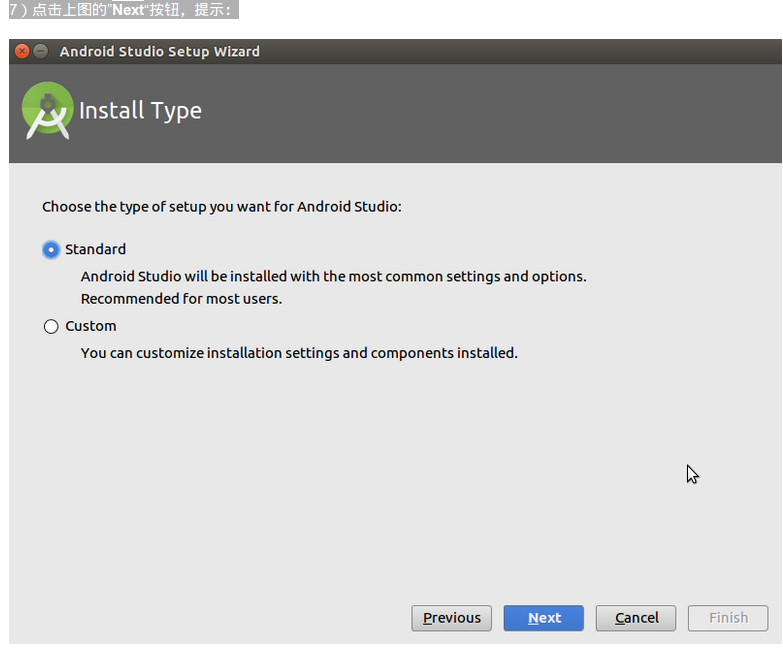 7）点击上图的”Next“按钮，提示：
Android Studio Setup Wizard
Install Type
Choose the type of setup you want for Android Studio:
Standard
Android Studio will be installed with the most common settings and options.
Recommended for most users.
Custom
You can customize installation settings and components installed.
Previous Next Cancel Finish